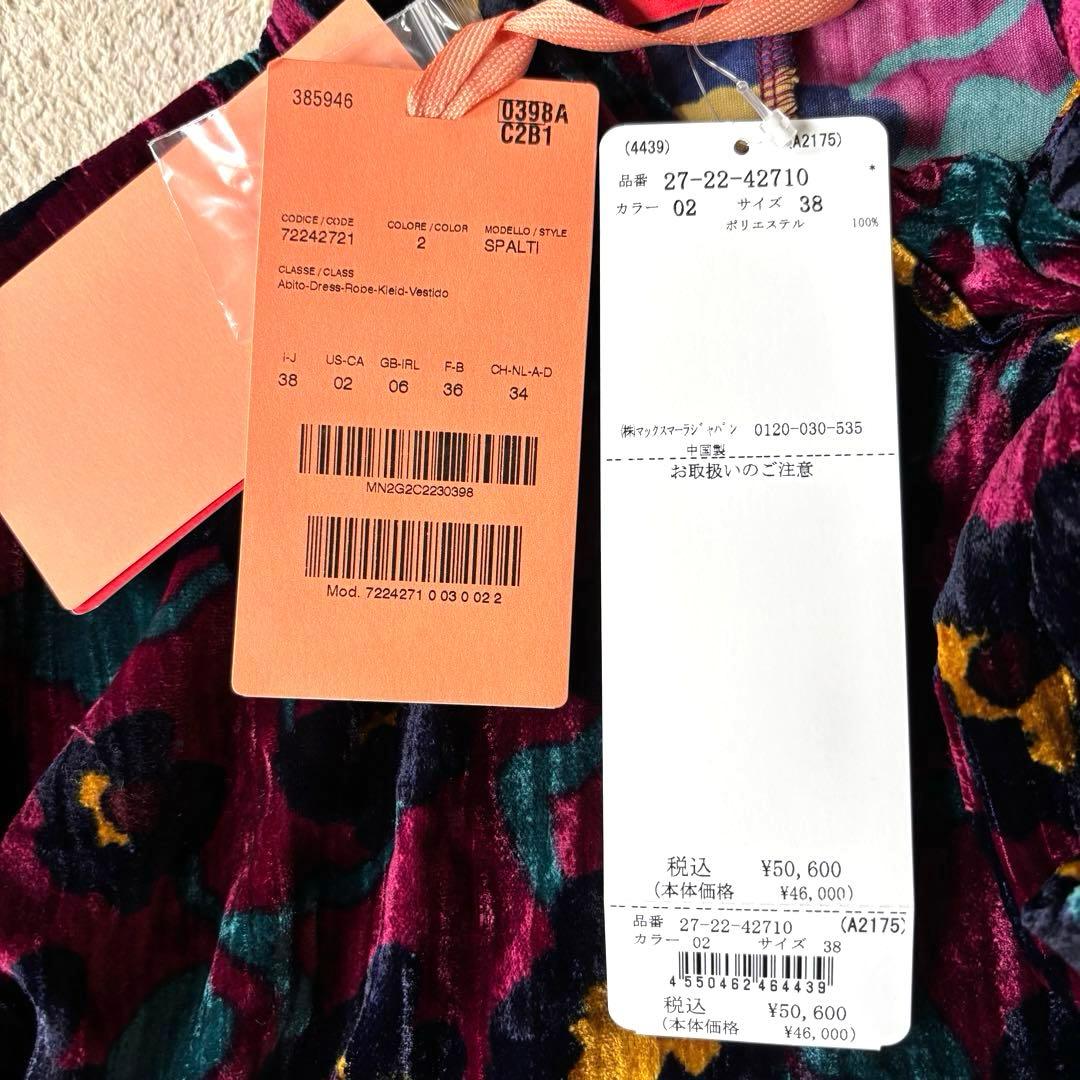 385946
0398A
C2B1
CODICE / CODE
72242721
COLORE / COLOR
2
MODELLO / STYLE
SPALTI
CLASSE / CLASS
Abito-Dress-Robe-Kleid-Vestido
I-J US-CA GB-IRL F-B CH-NL-A-D
38 02 06 36 34
MN2G2C2230398
Mod. 7224271 0 03 0 02 2
(4439) (A2175)
*
品番 27-22-42710
カラー 02 サイズ 38
ポリエステル 100%
㈱マックスマーラジャパン 0120-030-535
中国製
お取扱いのご注意
税込 ¥50,600
(本体価格 ¥46,000)
品番 27-22-42710 (A2175)
カラー 02 サイズ 38
4 550462 464439
税込 ¥50,600
(本体価格 ¥46,000)